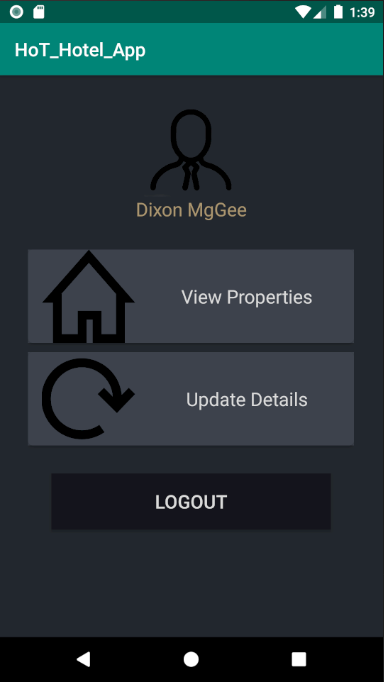 1:39
HoT_Hotel_App
Dixon MgGee
View Properties
Update Details
LOGOUT